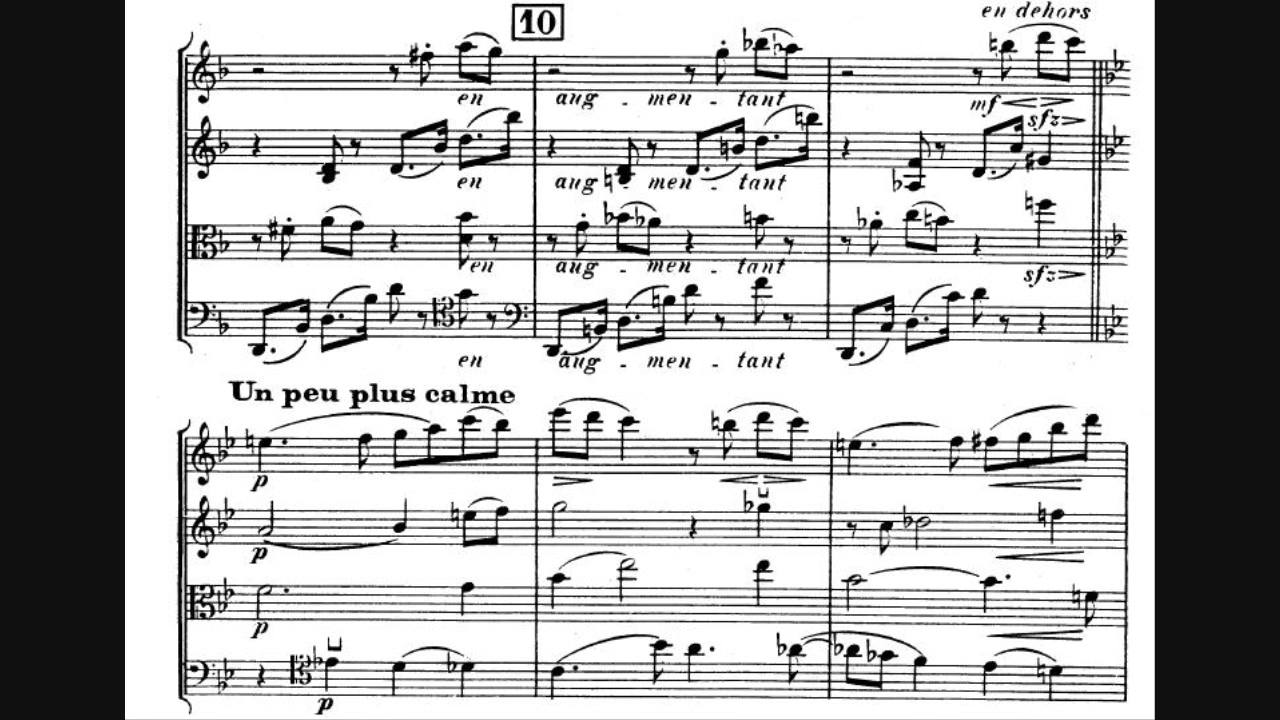 10
en dehors
en aug - men - tant
mf sfz
en aug - men - tant
en aug - men - tant
sfz
en aug - men - tant
Un peu plus calme
p
p
p
p